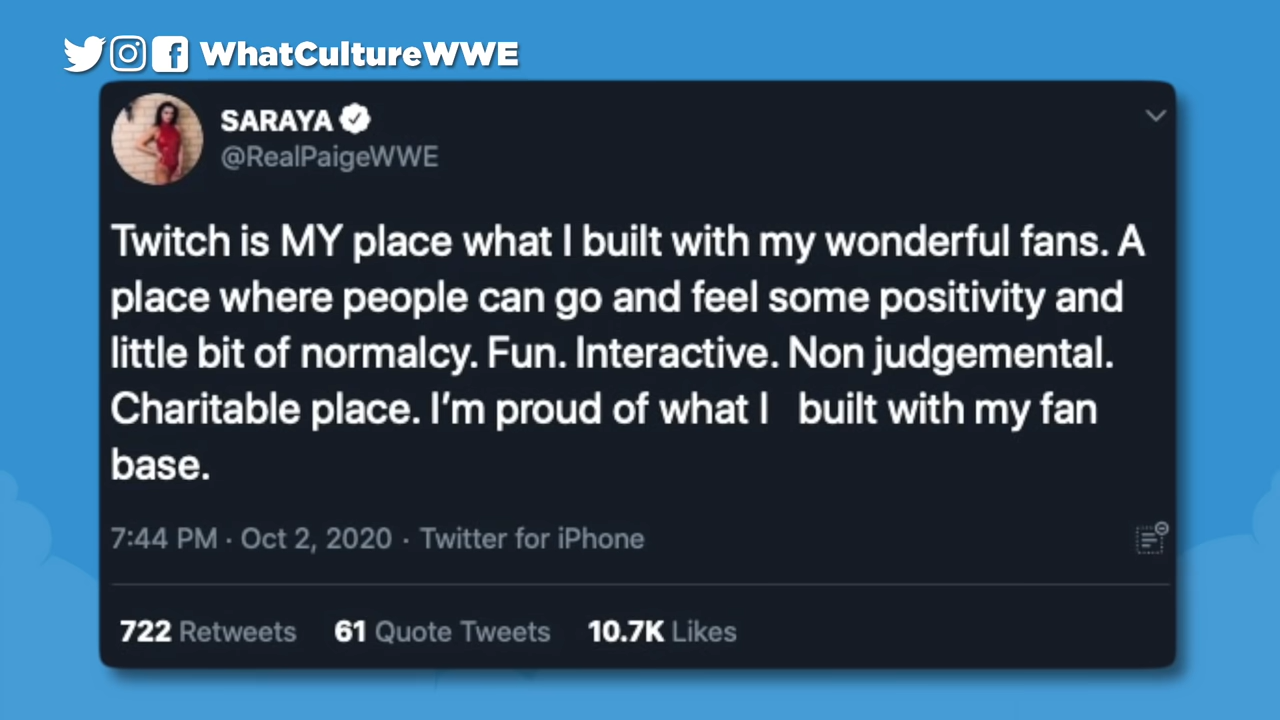 WhatCultureWWE
SARAYA
@RealPaigeWWE
Twitch is MY place what I built with my wonderful fans. A
place where people can go and feel some positivity and
little bit of normalcy. Fun. Interactive. Non judgemental.
Charitable place. I’m proud of what I built with my fan
base.
7:44 PM · Oct 2, 2020 · Twitter for iPhone
722 Retweets 61 Quote Tweets 10.7K Likes